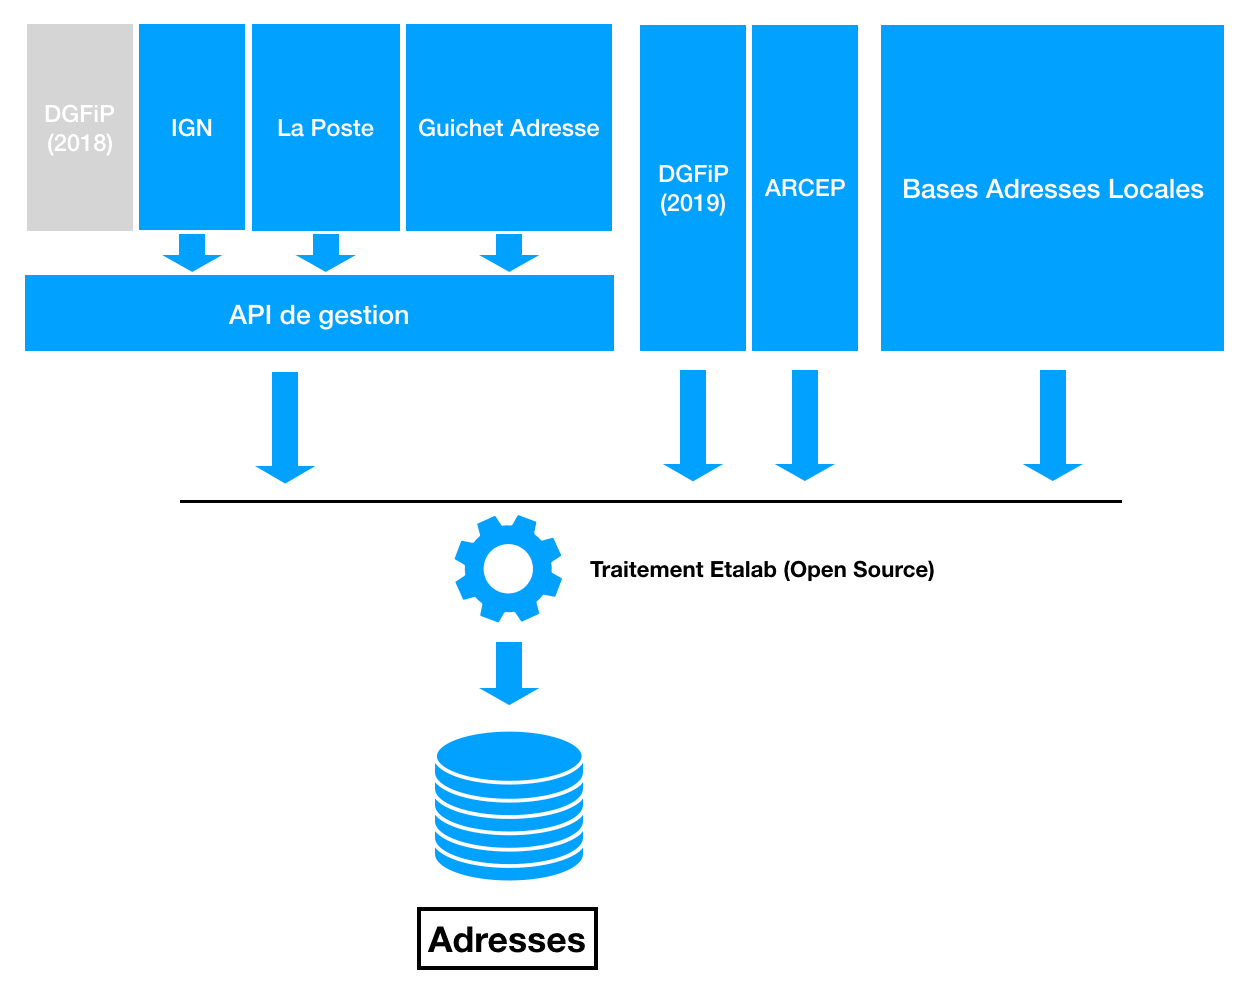 DGFiP
(2018)
IGN
La Poste
Guichet Adresse
DGFiP
(2019)
ARCEP
Bases Adresses Locales
API de gestion
Traitement Etalab (Open Source)
Adresses